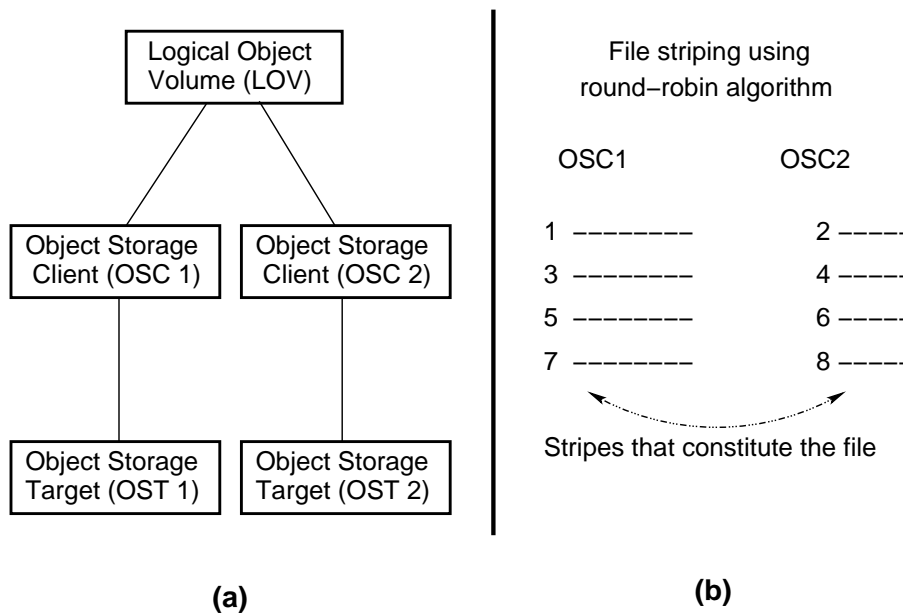 Logical Object
Volume (LOV)
Object Storage
Client (OSC 1)
Object Storage
Client (OSC 2)
Object Storage
Target (OST 1)
Object Storage
Target (OST 2)
(a)
File striping using
round−robin algorithm
OSC1
OSC2
1 −−−−−−−−
2 −−−−−
3 −−−−−−−−
4 −−−−−
5 −−−−−−−−
6 −−−−−
7 −−−−−−−−
8 −−−−−
Stripes that constitute the file
(b)